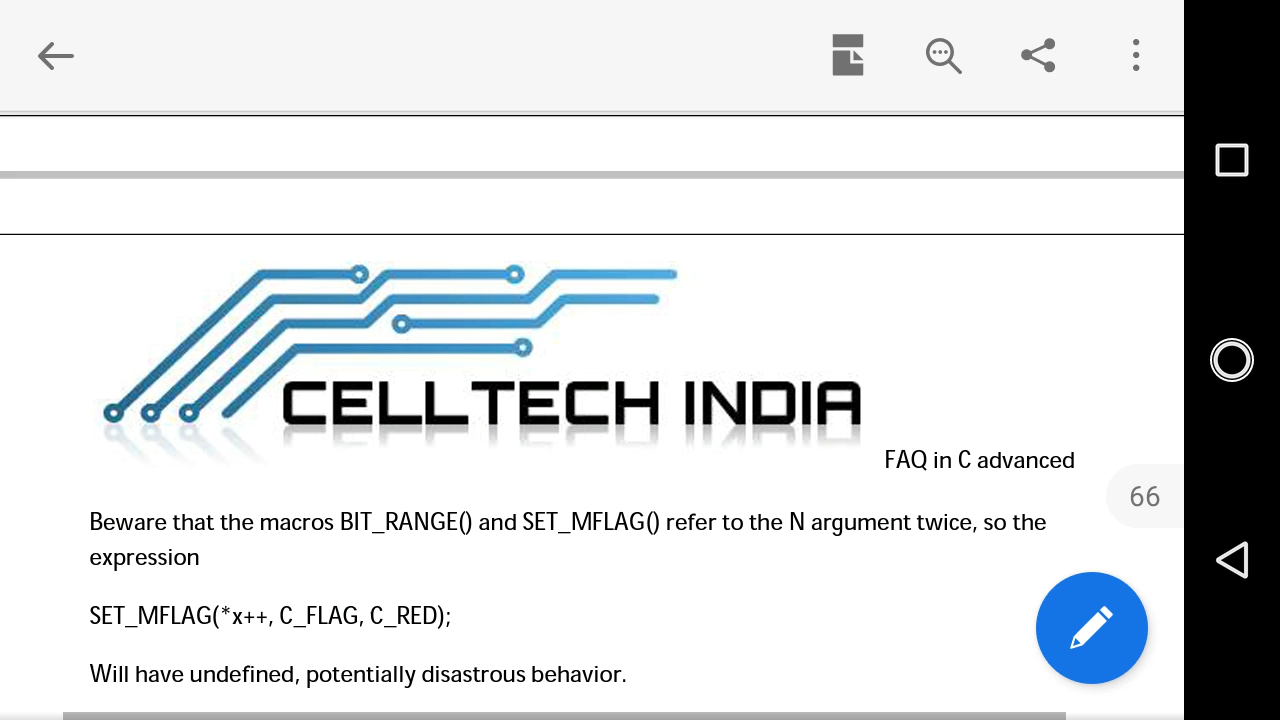 CELLTECH INDIA
FAQ in C advanced
66
Beware that the macros BIT_RANGE() and SET_MFLAG() refer to the N argument twice, so the
expression
SET_MFLAG(*x++, C_FLAG, C_RED);
Will have undefined, potentially disastrous behavior.